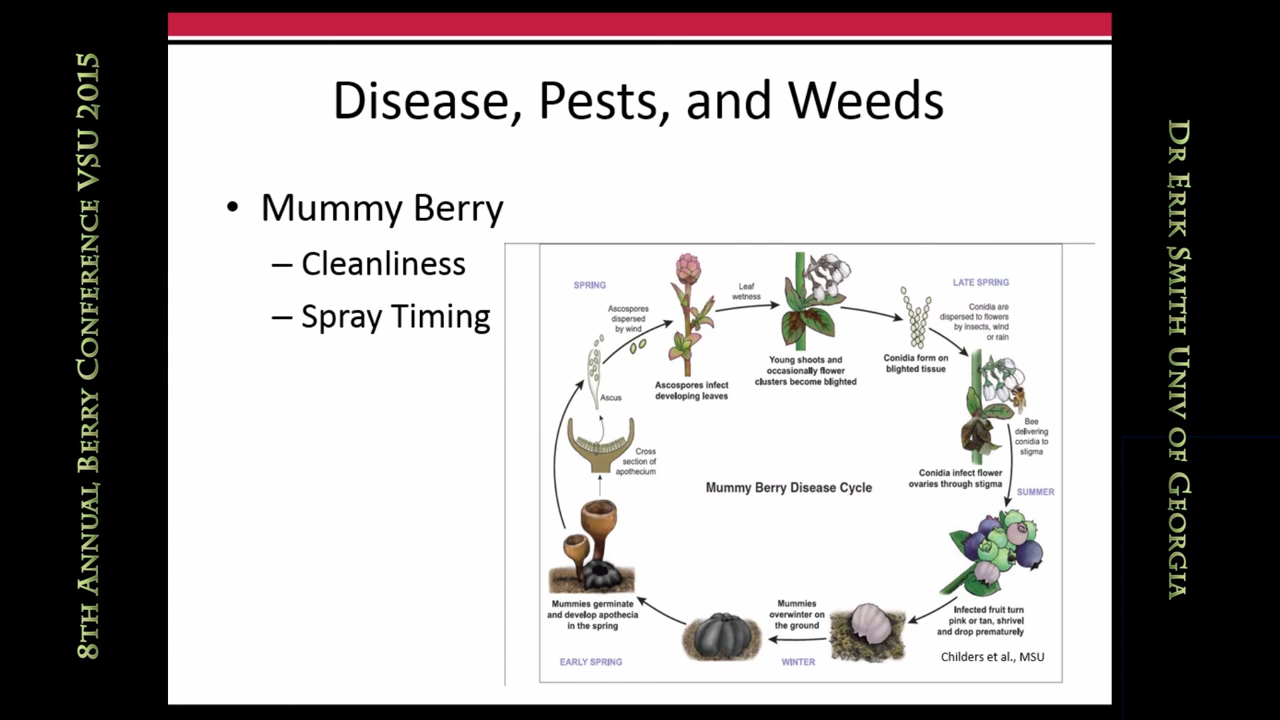 8TH ANNUAL BERRY CONFERENCE VSU 2015
Disease, Pests, and Weeds
• Mummy Berry
– Cleanliness
– Spray Timing
SPRING
Ascospores
dispersed
by wind
Ascus
Cross
section of
apothecium
Ascospores infect
developing leaves
Leaf
wetness
Young shoots and
occasionally flower
clusters become blighted
LATE SPRING
Conidia are
dispersed to flowers
by insects, wind
or rain
Conidia form on
blighted tissue
Bee
delivering
conidia to
stigma
Conidia infect flower
ovaries through stigma
SUMMER
Mummy Berry Disease Cycle
Infected fruit turn
pink or tan, shrivel
and drop prematurely
Mummies
overwinter on
the ground
WINTER
Mummies germinate
and develop apothecia
in the spring
EARLY SPRING
Childers et al., MSU
DR ERIK SMITH UNIV OF GEORGIA